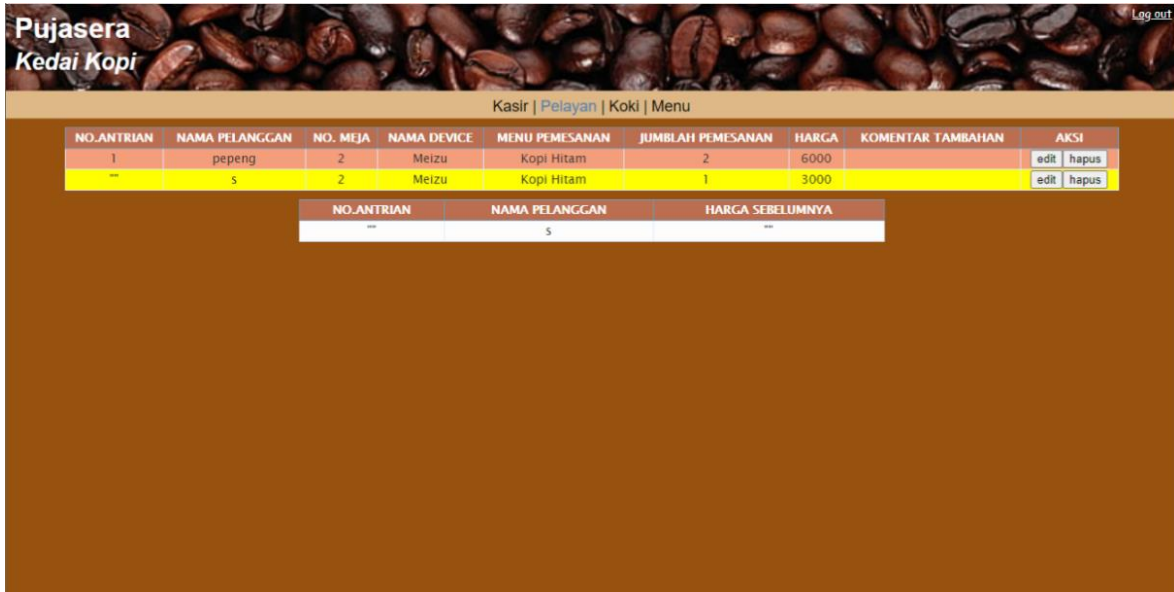 Pujasera
Kedai Kopi
Log out
Kasir | Pelayan | Koki | Menu
NO.ANTRIAN NAMA PELANGGAN NO. MEJA NAMA DEVICE MENU PEMESANAN JUMBLAH PEMESANAN HARGA KOMENTAR TAMBAHAN AKSI
1 pepeng 2 Meizu Kopi Hitam 2 6000 edit hapus
"" s 2 Meizu Kopi Hitam 1 3000 edit hapus
NO.ANTRIAN NAMA PELANGGAN HARGA SEBELUMNYA
"" s ""